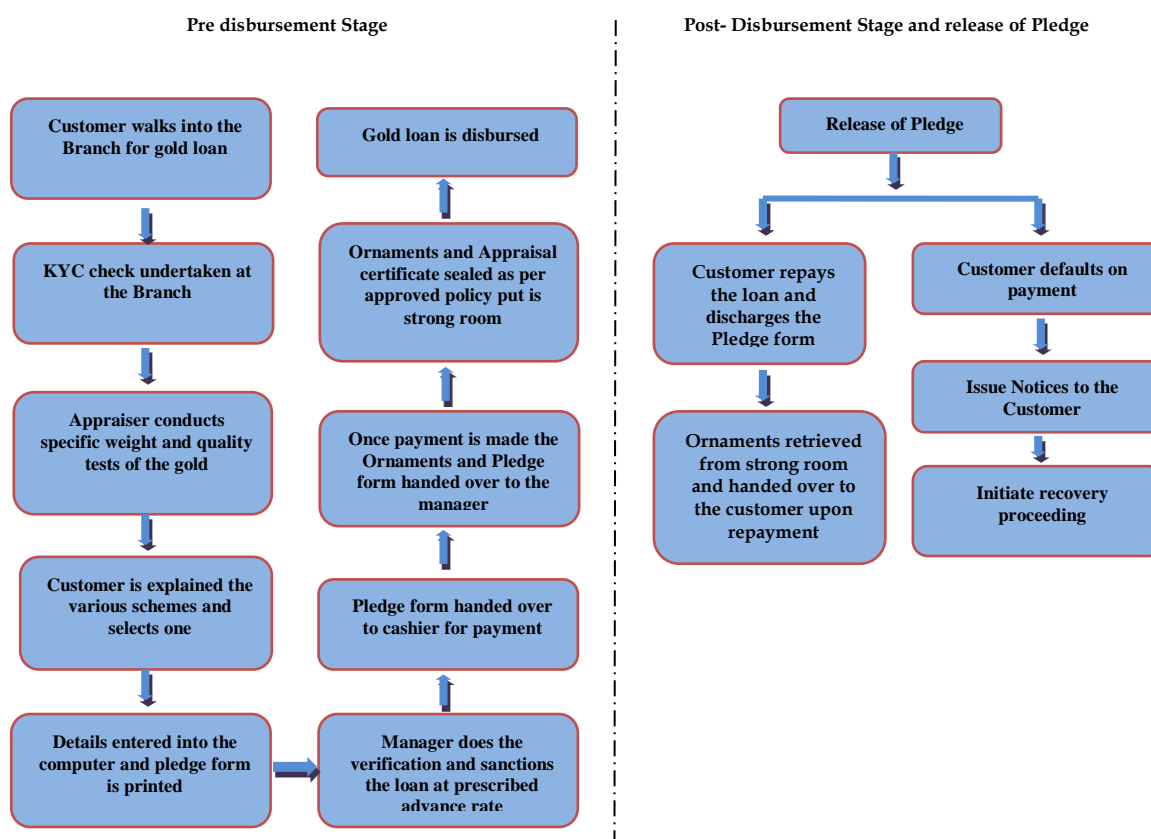 Pre disbursement Stage
Customer walks into the
Branch for gold loan
KYC check undertaken at
the Branch
Appraiser conducts
specific weight and quality
tests of the gold
Customer is explained the
various schemes and
selects one
Details entered into the
computer and pledge form
is printed
Manager does the
verification and sanctions
the loan at prescribed
advance rate
Pledge form handed over
to cashier for payment
Once payment is made the
Ornaments and Pledge
form handed over to the
manager
Ornaments and Appraisal
certificate sealed as per
approved policy put is
strong room
Gold loan is disbursed
Post- Disbursement Stage and release of Pledge
Release of Pledge
Customer repays
the loan and
discharges the
Pledge form
Ornaments retrieved
from strong room
and handed over to
the customer upon
repayment
Customer defaults on
payment
Issue Notices to the
Customer
Initiate recovery
proceeding